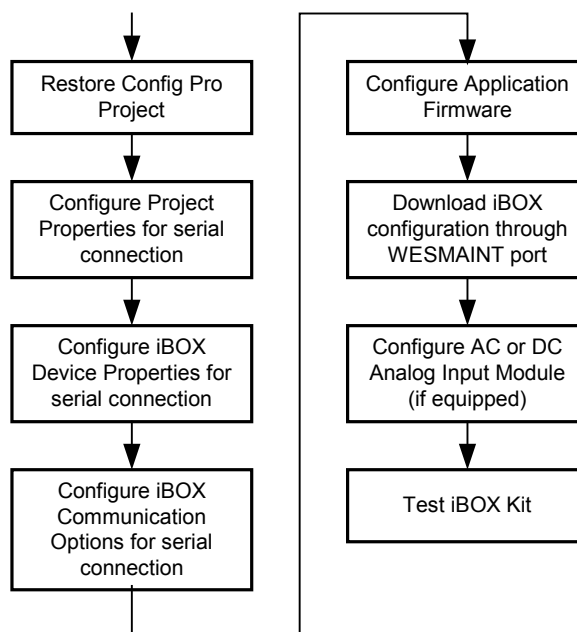 Restore Config Pro
Project
Configure Project
Properties for serial
connection
Configure iBOX
Device Properties for
serial connection
Configure iBOX
Communication
Options for serial
connection
Configure Application
Firmware
Download iBOX
configuration through
WESMAINT port
Configure AC or DC
Analog Input Module
(if equipped)
Test iBOX Kit